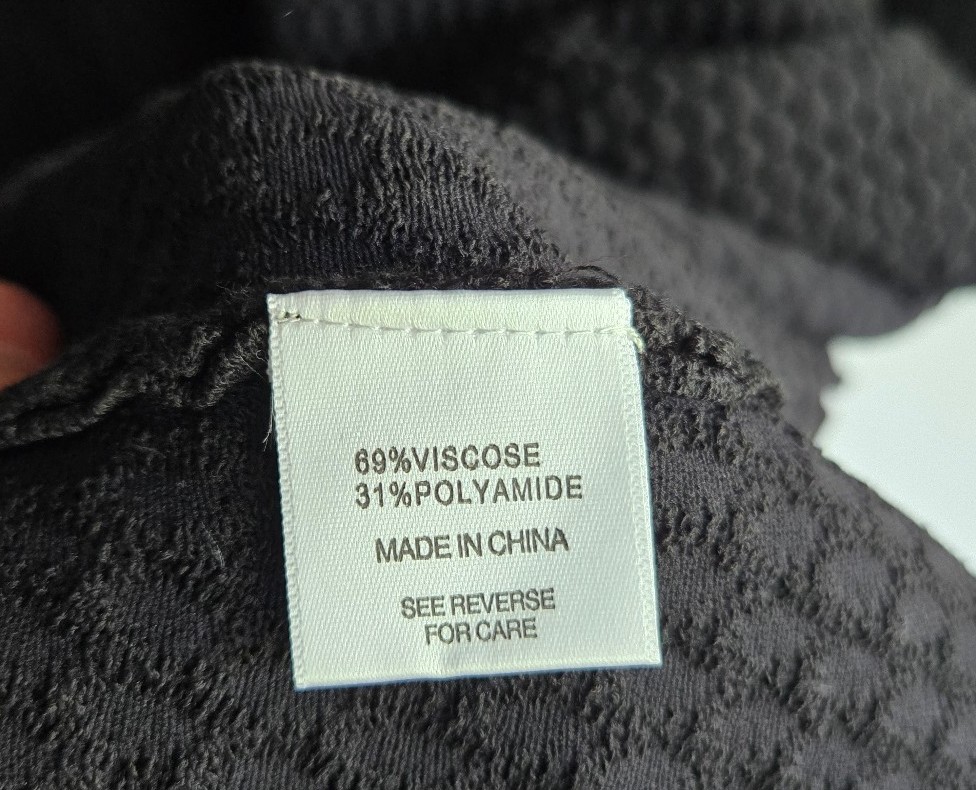 69%VISCOSE
31%POLYAMIDE
MADE IN CHINA
SEE REVERSE
FOR CARE